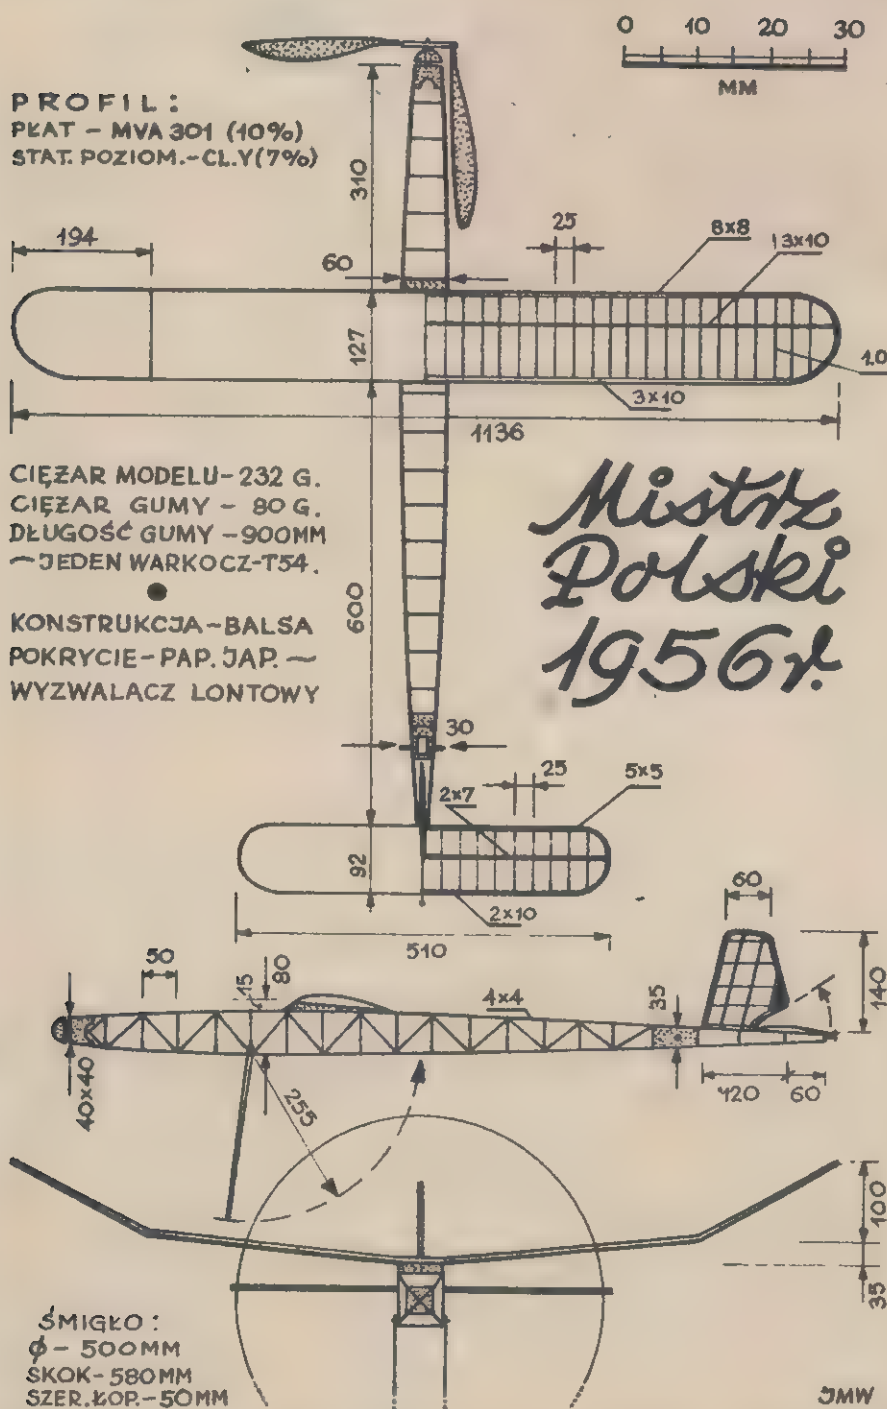 0 10 20 30
MM
PROFIL:
PŁAT - MVA 301 (10%)
STAT. POZIOM.-CL.Y(7%)
310
194
60
25
8x8
13x10
127
1.0
3x10
1136
CIĘŻAR MODELU-232 G.
CIĘŻAR GUMY - 80 G.
DŁUGOŚĆ GUMY -900MM
~JEDEN WARKOCZ-T54.
KONSTRUKCJA-BALSA
POKRYCIE-PAP. JAP. ~
WYZWALACZ LONTOWY
Mistrz
Polski
1956r.
600
30
25
5x5
2x7
92
2x10
510
60
50
15
80
4x4
35
140
40x40
255
120
60
100
35
ŚMIGŁO:
ϕ - 500MM
SKOK-580MM
SZER.ŁOP.-50MM
JMW